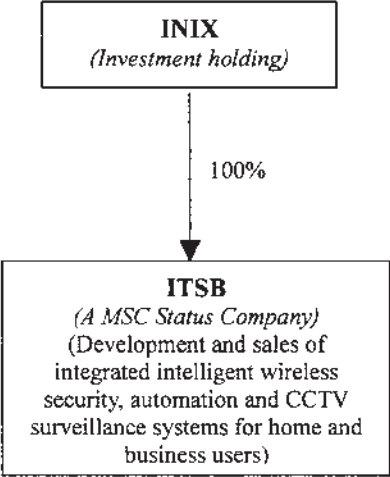 INIX
(Investment holding)
100%
ITSB
(A MSC Status Company)
(Development and sales of
integrated intelligent wireless
security, automation and CCTV
surveillance systems for home and
business users)